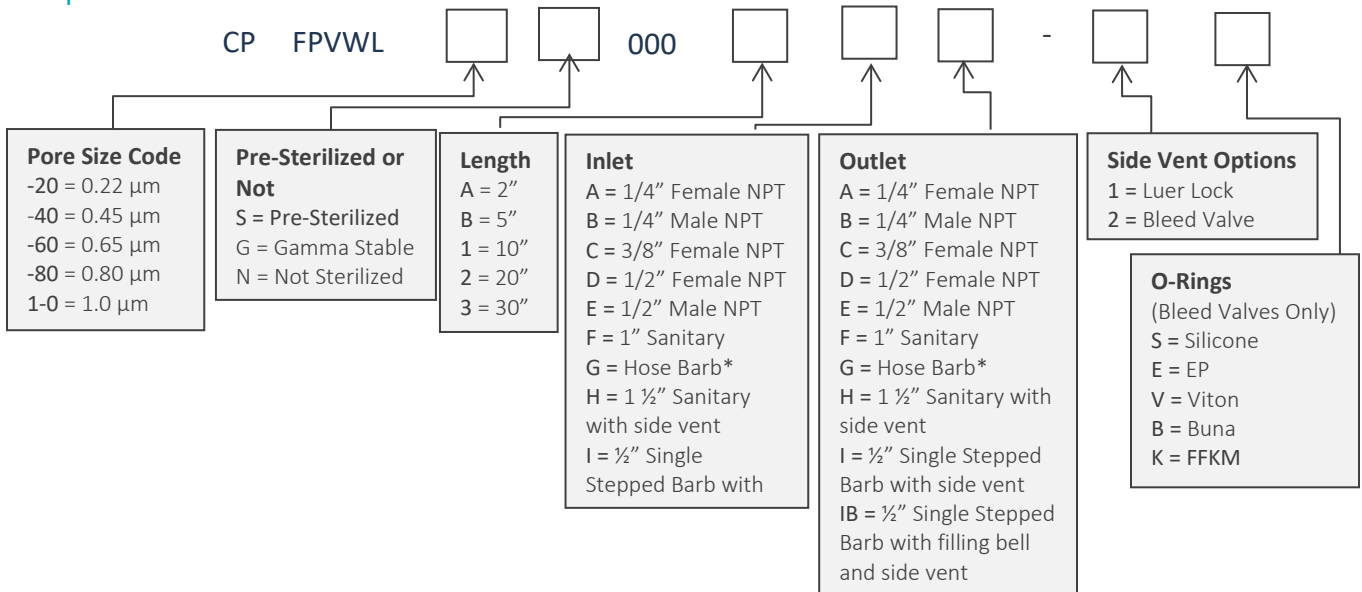 CP FPVWL 000 -
Pore Size Code
-20 = 0.22 µm
-40 = 0.45 µm
-60 = 0.65 µm
-80 = 0.80 µm
1-0 = 1.0 µm
Pre-Sterilized or
Not
S = Pre-Sterilized
G = Gamma Stable
N = Not Sterilized
Length
A = 2”
B = 5”
1 = 10”
2 = 20”
3 = 30”
Inlet
A = 1/4” Female NPT
B = 1/4” Male NPT
C = 3/8” Female NPT
D = 1/2” Female NPT
E = 1/2” Male NPT
F = 1” Sanitary
G = Hose Barb*
H = 1 ½” Sanitary
with side vent
I = ½” Single
Stepped Barb with
Outlet
A = 1/4” Female NPT
B = 1/4” Male NPT
C = 3/8” Female NPT
D = 1/2” Female NPT
E = 1/2” Male NPT
F = 1” Sanitary
G = Hose Barb*
H = 1 ½” Sanitary with
side vent
I = ½” Single Stepped
Barb with side vent
IB = ½” Single Stepped
Barb with filling bell
and side vent
Side Vent Options
1 = Luer Lock
2 = Bleed Valve
O-Rings
(Bleed Valves Only)
S = Silicone
E = EP
V = Viton
B = Buna
K = FFKM